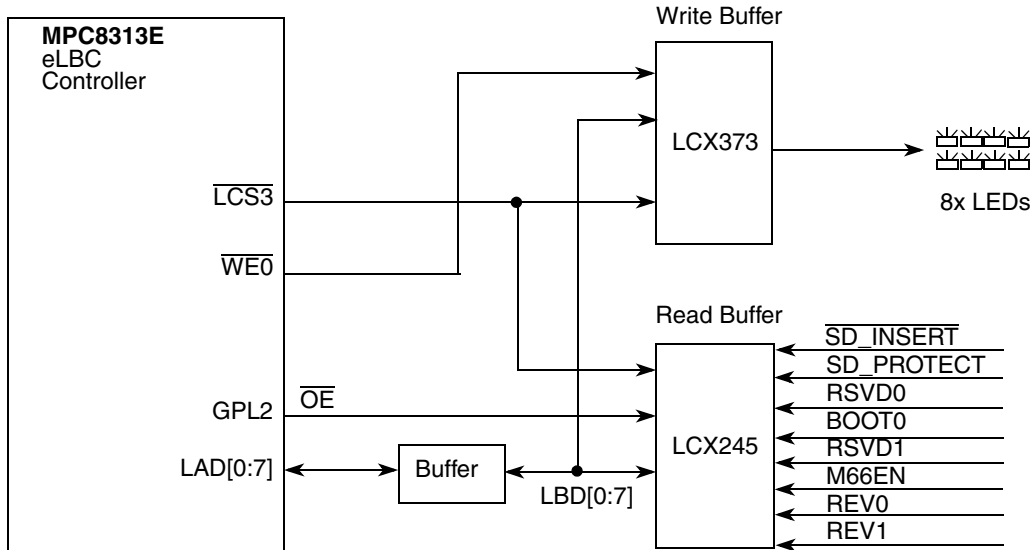 Write Buffer
MPC8313E
eLBC
Controller
LCX373
LCS3
8x LEDs
WE0
Read Buffer
SD_INSERT
SD_PROTECT
RSVD0
GPL2
OE
BOOT0
LCX245
RSVD1
LAD[0:7]
Buffer
M66EN
LBD[0:7]
REV0
REV1